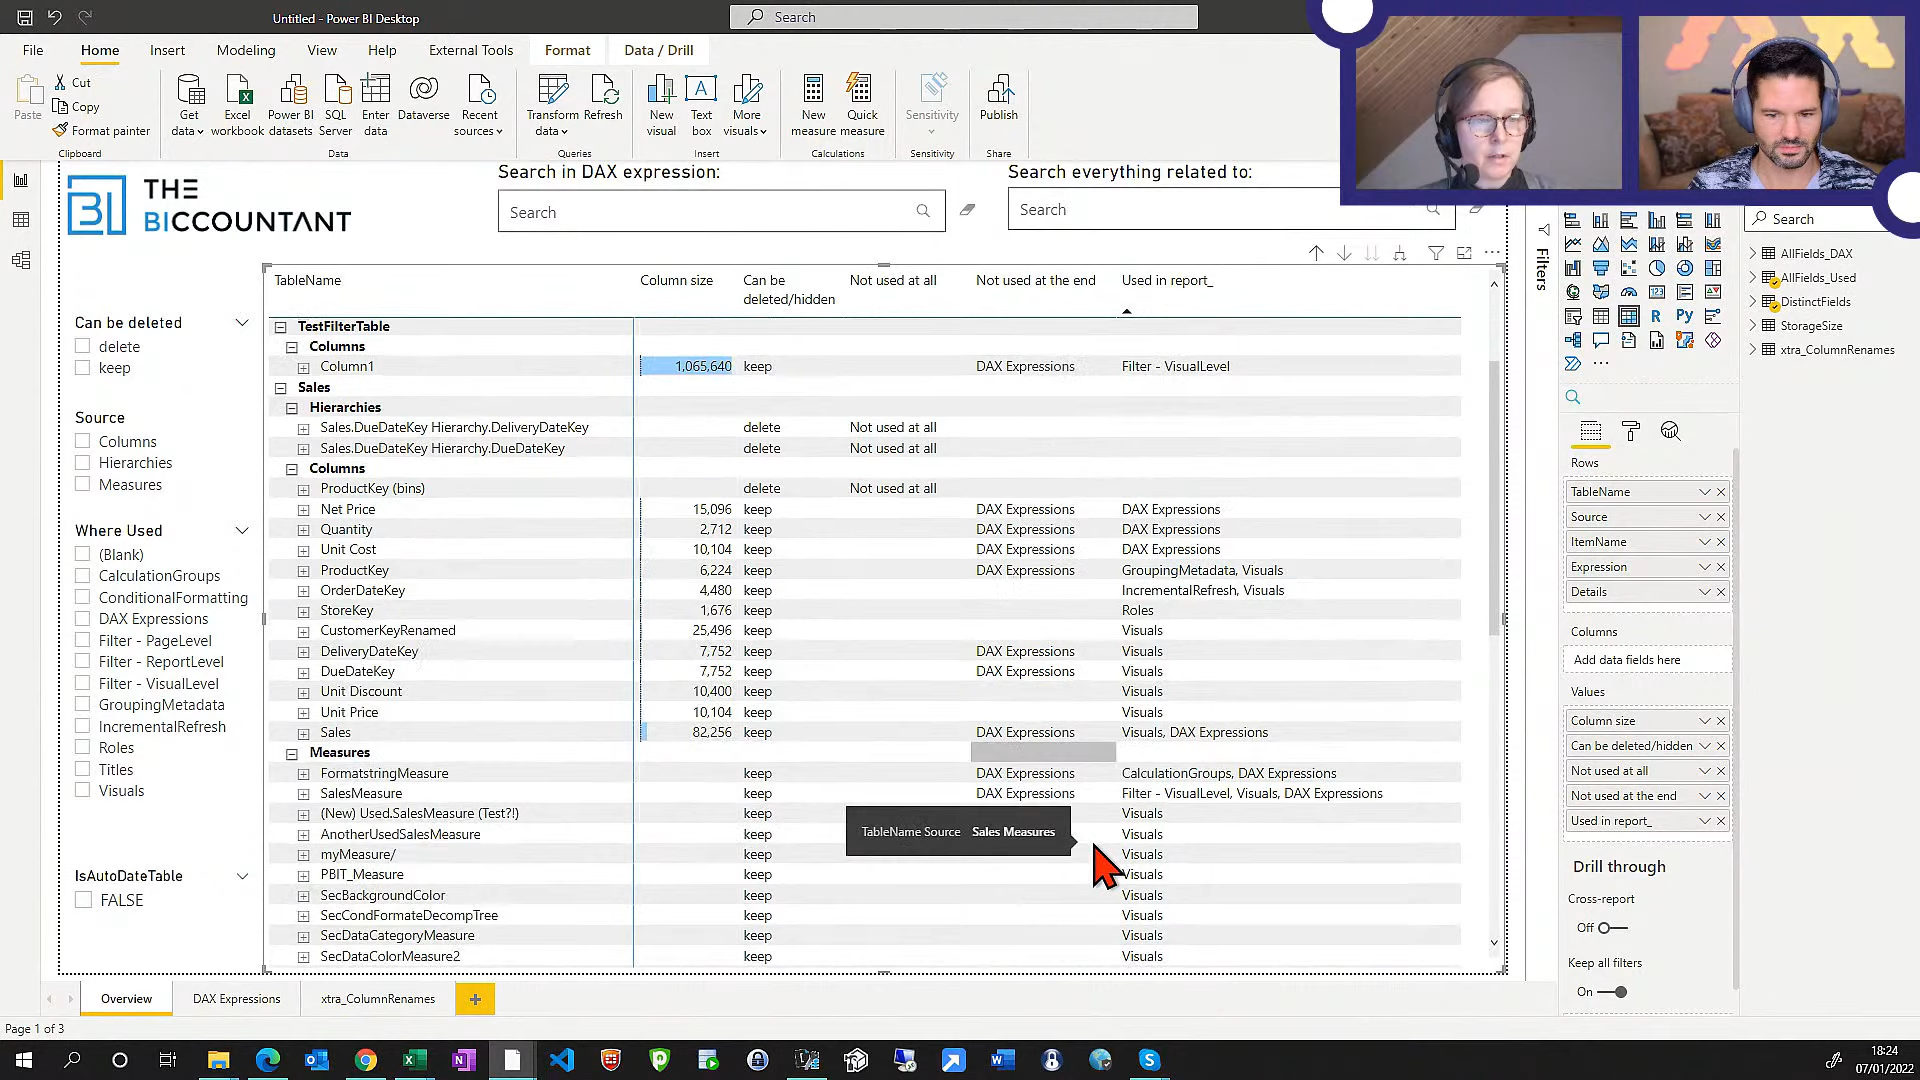 Untitled - Power BI Desktop
Search
File
Home
Insert
Modeling
View
Help
External Tools
Format
Data / Drill
Paste
Cut
Copy
Format painter
Clipboard
Get data
Excel workbook
Power BI datasets
SQL Server
Enter data
Dataverse
Recent sources
Data
Transform data
Refresh
Queries
New visual
Text box
More visuals
Insert
New measure
Quick measure
Calculations
Sensitivity
Sensitivity
Publish
Share
THE
BICCOUNTANT
Search in DAX expression:
Search
Search everything related to:
Search
Can be deleted
delete
keep
Source
Columns
Hierarchies
Measures
Where Used
(Blank)
CalculationGroups
ConditionalFormatting
DAX Expressions
Filter - PageLevel
Filter - ReportLevel
Filter - VisualLevel
GroupingMetadata
IncrementalRefresh
Roles
Titles
Visuals
IsAutoDateTable
FALSE
TableName Column size Can be deleted/hidden Not used at all Not used at the end Used in report_
TestFilterTable
Columns
Column1 1,065,640 keep DAX Expressions Filter - VisualLevel
Sales
Hierarchies
Sales.DueDateKey Hierarchy.DeliveryDateKey delete Not used at all
Sales.DueDateKey Hierarchy.DueDateKey delete Not used at all
Columns
ProductKey (bins) delete Not used at all
Net Price 15,096 keep DAX Expressions DAX Expressions
Quantity 2,712 keep DAX Expressions DAX Expressions
Unit Cost 10,104 keep DAX Expressions DAX Expressions
ProductKey 6,224 keep DAX Expressions GroupingMetadata, Visuals
OrderDateKey 4,480 keep IncrementalRefresh, Visuals
StoreKey 1,676 keep Roles
CustomerKeyRenamed 25,496 keep Visuals
DeliveryDateKey 7,752 keep DAX Expressions Visuals
DueDateKey 7,752 keep DAX Expressions Visuals
Unit Discount 10,400 keep Visuals
Unit Price 10,104 keep Visuals
Sales 82,256 keep DAX Expressions Visuals, DAX Expressions
Measures
FormatstringMeasure keep DAX Expressions CalculationGroups, DAX Expressions
SalesMeasure keep DAX Expressions Filter - VisualLevel, Visuals, DAX Expressions
(New) Used.SalesMeasure (Test?!) keep Visuals
AnotherUsedSalesMeasure keep Visuals
myMeasure/ keep Visuals
PBIT_Measure keep Visuals
SecBackgroundColor keep Visuals
SecCondFormateDecompTree keep Visuals
SecDataCategoryMeasure keep Visuals
SecDataColorMeasure2 keep Visuals
TableName Source Sales Measures
Filters
Rows
TableName
Source
ItemName
Expression
Details
Columns
Add data fields here
Values
Column size
Can be deleted/hidden
Not used at all
Not used at the end
Used in report_
Drill through
Cross-report
Off
Keep all filters
On
Search
AllFields_DAX
AllFields_Used
DistinctFields
StorageSize
xtra_ColumnRenames
Overview
DAX Expressions
xtra_ColumnRenames
Page 1 of 3
18:24
07/01/2022